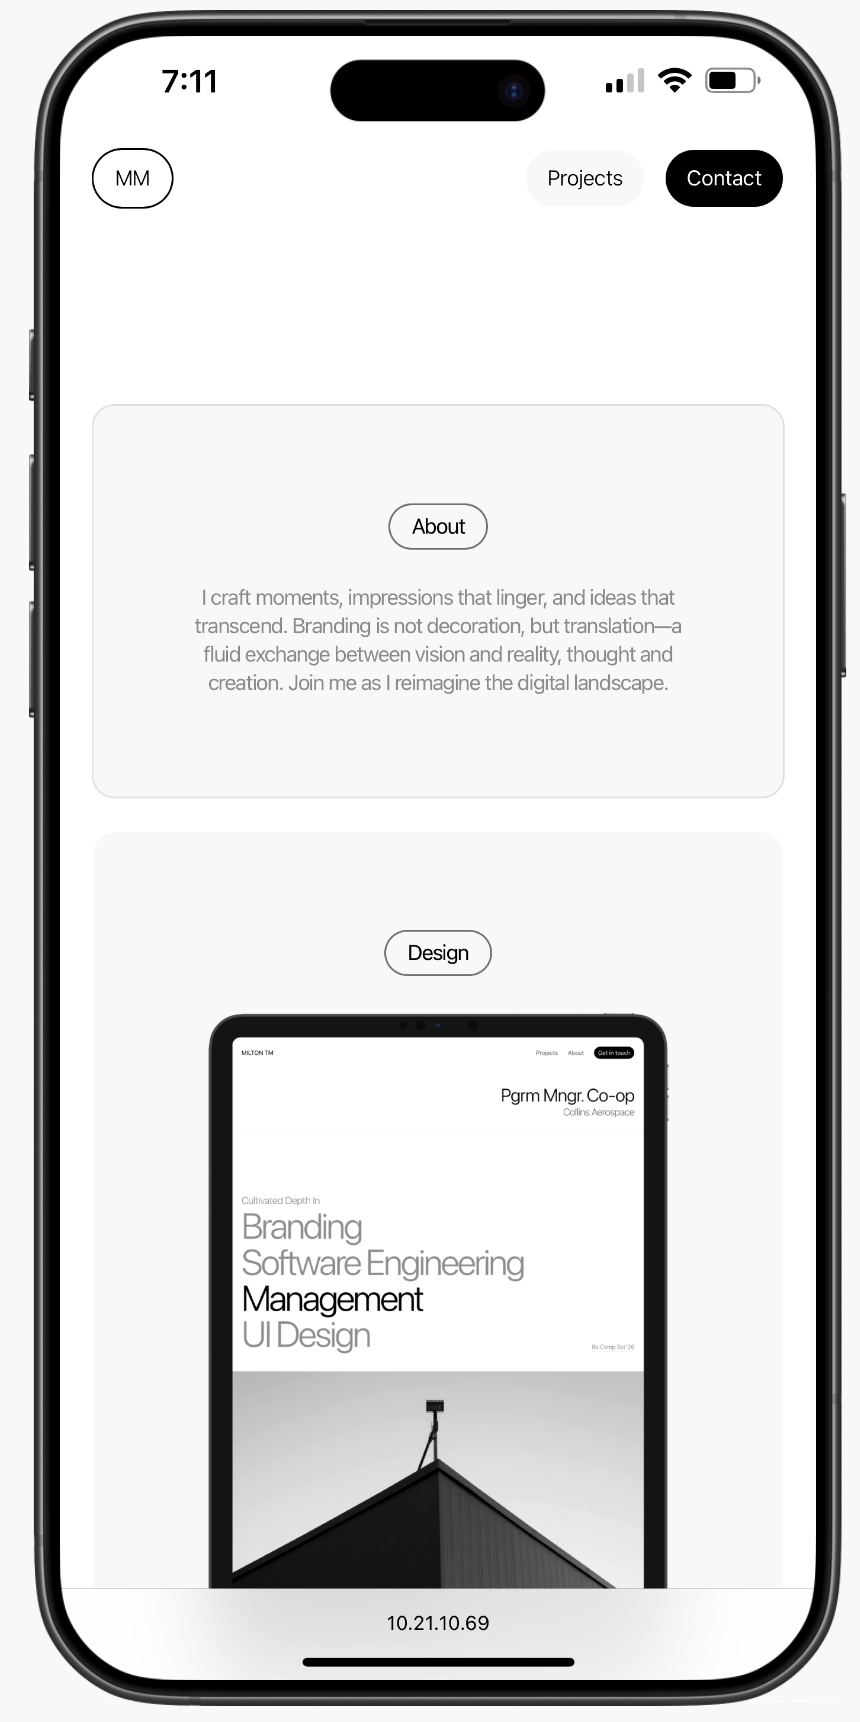 7:11
MM
Projects
Contact
About
I craft moments, impressions that linger, and ideas that
transcend. Branding is not decoration, but translation—a
fluid exchange between vision and reality, thought and
creation. Join me as I reimagine the digital landscape.
Design
MILTON TM
Projects
About
Get in touch
Pgrm Mngr. Co-op
Collins Aerospace
Cultivated Depth In
Branding
Software Engineering
Management
UI Design
Bs Comp Sci '26
10.21.10.69